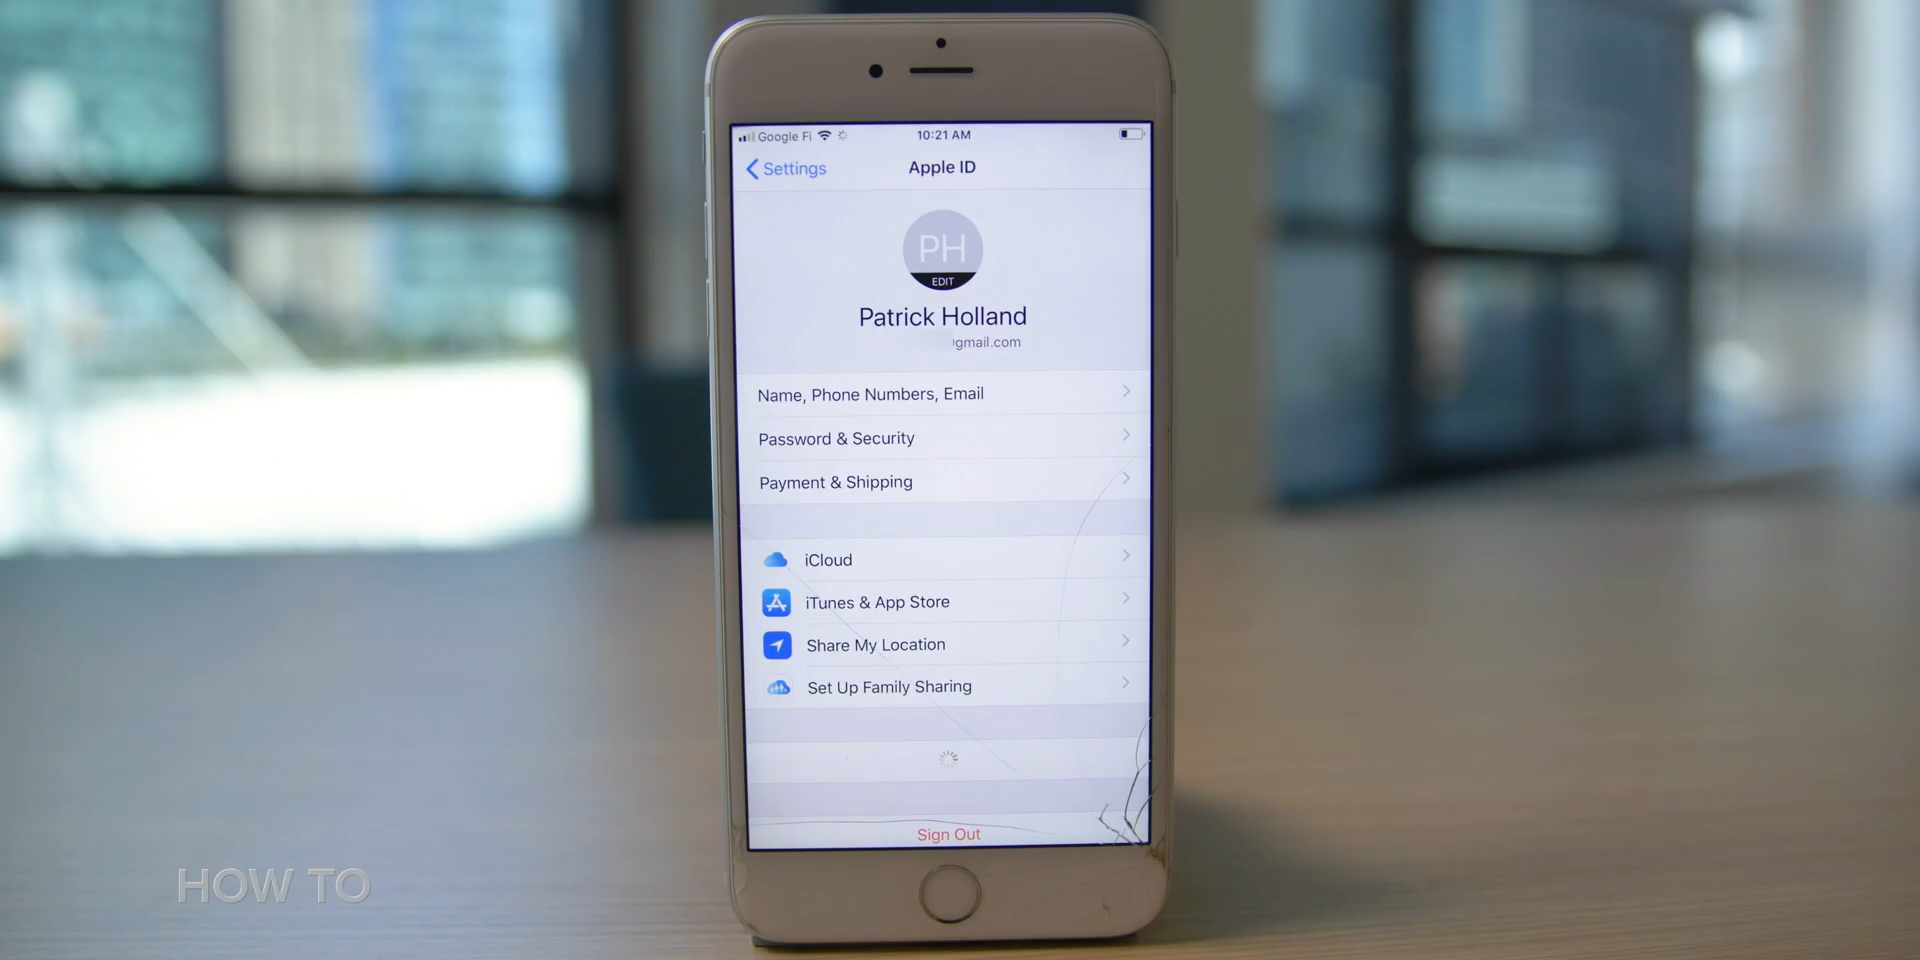 Google Fi 10:21 AM
Settings Apple ID
PH
EDIT
Patrick Holland
gmail.com
Name, Phone Numbers, Email
Password & Security
Payment & Shipping
iCloud
iTunes & App Store
Share My Location
Set Up Family Sharing
Sign Out
HOW TO